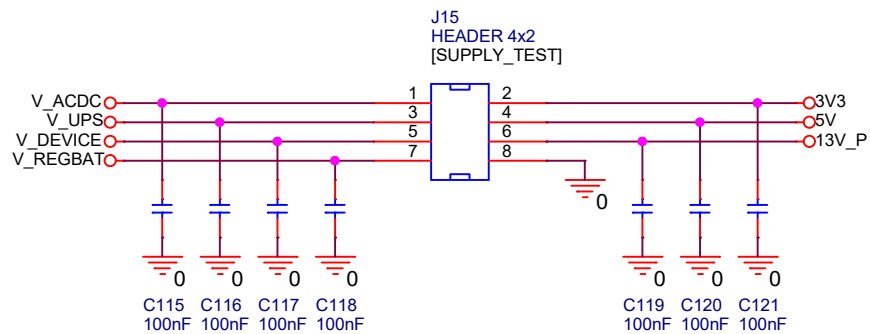 J15
HEADER 4x2
[SUPPLY_TEST]
V_ACDC 1 2 3V3
V_UPS 3 4 5V
V_DEVICE 5 6 13V_P
V_REGBAT 7 8
0
0 0 0 0 0 0 0
C115 C116 C117 C118 C119 C120 C121
100nF 100nF 100nF 100nF 100nF 100nF 100nF